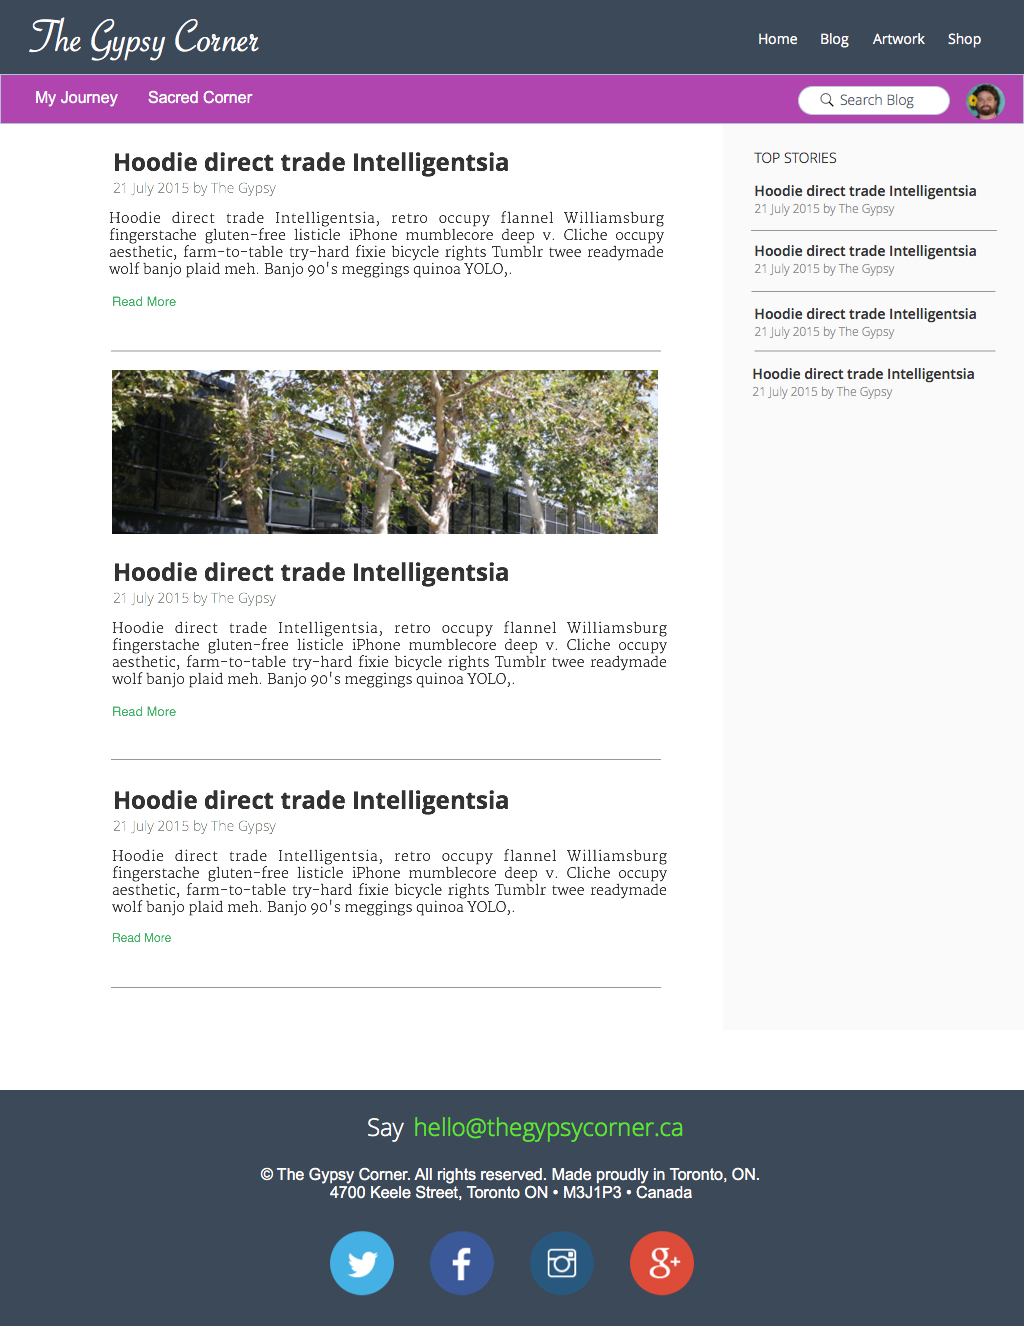 The Gypsy Corner
Home Blog Artwork Shop
My Journey Sacred Corner
Search Blog
Hoodie direct trade Intelligentsia
21 July 2015 by The Gypsy
Hoodie direct trade Intelligentsia, retro occupy flannel Williamsburg
fingerstache gluten-free listicle iPhone mumblecore deep v. Cliche occupy
aesthetic, farm-to-table try-hard fixie bicycle rights Tumblr twee readymade
wolf banjo plaid meh. Banjo 90's meggings quinoa YOLO,.
Read More
Hoodie direct trade Intelligentsia
21 July 2015 by The Gypsy
Hoodie direct trade Intelligentsia, retro occupy flannel Williamsburg
fingerstache gluten-free listicle iPhone mumblecore deep v. Cliche occupy
aesthetic, farm-to-table try-hard fixie bicycle rights Tumblr twee readymade
wolf banjo plaid meh. Banjo 90's meggings quinoa YOLO,.
Read More
Hoodie direct trade Intelligentsia
21 July 2015 by The Gypsy
Hoodie direct trade Intelligentsia, retro occupy flannel Williamsburg
fingerstache gluten-free listicle iPhone mumblecore deep v. Cliche occupy
aesthetic, farm-to-table try-hard fixie bicycle rights Tumblr twee readymade
wolf banjo plaid meh. Banjo 90's meggings quinoa YOLO,.
Read More
TOP STORIES
Hoodie direct trade Intelligentsia
21 July 2015 by The Gypsy
Hoodie direct trade Intelligentsia
21 July 2015 by The Gypsy
Hoodie direct trade Intelligentsia
21 July 2015 by The Gypsy
Hoodie direct trade Intelligentsia
21 July 2015 by The Gypsy
Say hello@thegypsycorner.ca
© The Gypsy Corner. All rights reserved. Made proudly in Toronto, ON.
4700 Keele Street, Toronto ON • M3J1P3 • Canada
f g+